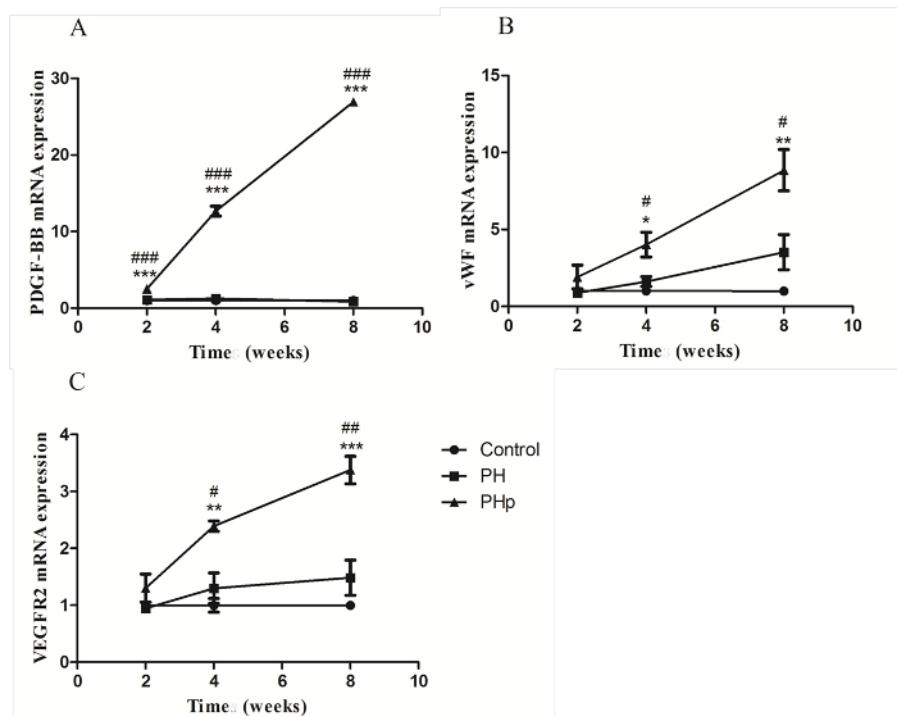 A
PDGF-BB mRNA expression
30
20
10
0
###
***
###
***
###
***
0 2 4 6 8 10
Time (weeks)
B
vWF mRNA expression
15
10
5
0
#
*
#
**
0 2 4 6 8 10
Time (weeks)
C
VEGFR2 mRNA expression
4
3
2
1
0
#
**
##
***
0 2 4 6 8 10
Time (weeks)
Control
PH
PHp